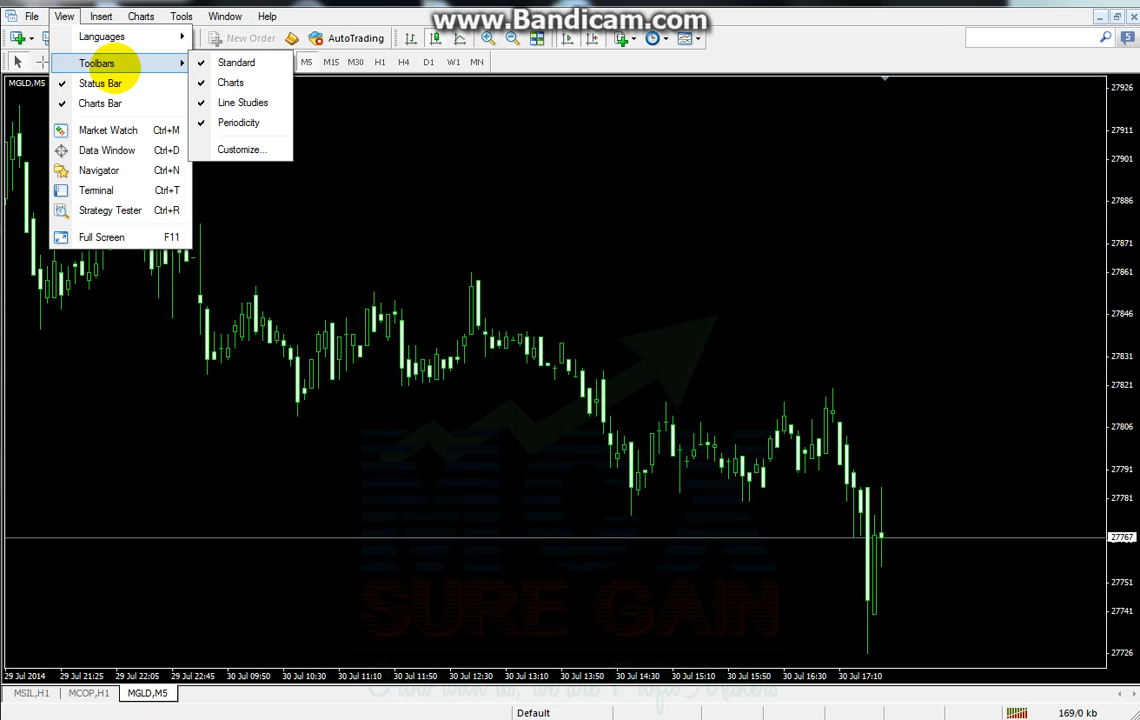 File View Insert Charts Tools Window Help
www.Bandicam.com
New Order AutoTrading
5
Languages
Toolbars
Status Bar
Charts Bar
Market Watch Ctrl+M
Data Window Ctrl+D
Navigator Ctrl+N
Terminal Ctrl+T
Strategy Tester Ctrl+R
Full Screen F11
Standard
Charts
Line Studies
Periodicity
Customize...
M5 M15 M30 H1 H4 D1 W1 MN
MGLD,M5
27926
27911
27901
27886
27871
27861
27846
27831
27821
27806
27791
27781
27767
27751
27741
27726
MCA
SURE GAIN
29 Jul 2014 29 Jul 21:25 29 Jul 22:05 29 Jul 22:45 30 Jul 09:50 30 Jul 10:30 30 Jul 11:10 30 Jul 11:50 30 Jul 12:30 30 Jul 13:10 30 Jul 13:50 30 Jul 14:30 30 Jul 15:10 30 Jul 15:50 30 Jul 16:30 30 Jul 17:10
MSIL,H1 MCOP,H1 MGLD,M5
Default 169/0 kb